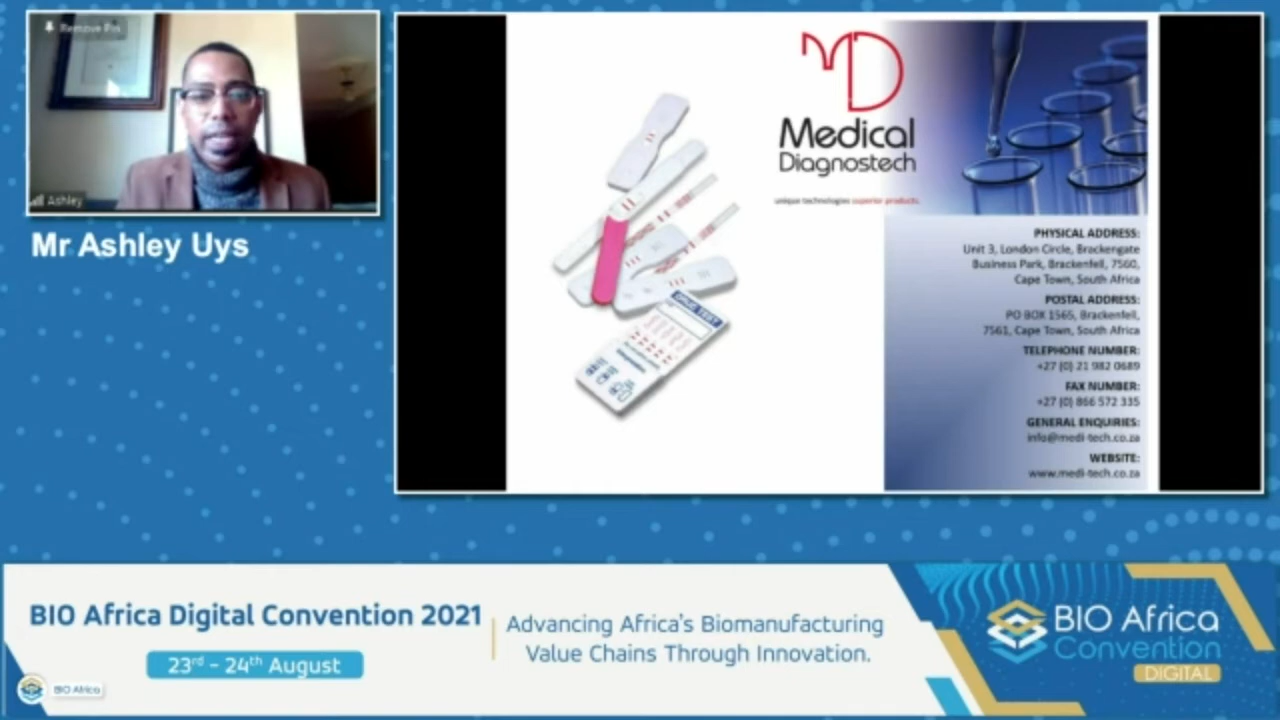 Remove Pin
Ashley
Mr Ashley Uys
MD
Medical
Diagnostech
unique technologies superior products
DRUG TEST
PHYSICAL ADDRESS:
Unit 3, London Circle, Brackengate
Business Park, Brackenfell, 7560,
Cape Town, South Africa
POSTAL ADDRESS:
PO BOX 1565, Brackenfell,
7561, Cape Town, South Africa
TELEPHONE NUMBER:
+27 (0) 21 982 0689
FAX NUMBER:
+27 (0) 866 572 335
GENERAL ENQUIRIES:
info@medi-tech.co.za
WEBSITE:
www.medi-tech.co.za
BIO Africa Digital Convention 2021
23rd - 24th August
Advancing Africa's Biomanufacturing
Value Chains Through Innovation.
BIO Africa
Convention
DIGITAL
BIO Africa